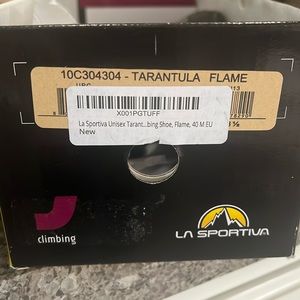 10C304304 - TARANTULA FLAME
X001PGTUFF
La Sportiva Unisex Tarant...bing Shoe, Flame, 40 M EU
New
climbing
LA SPORTIVA